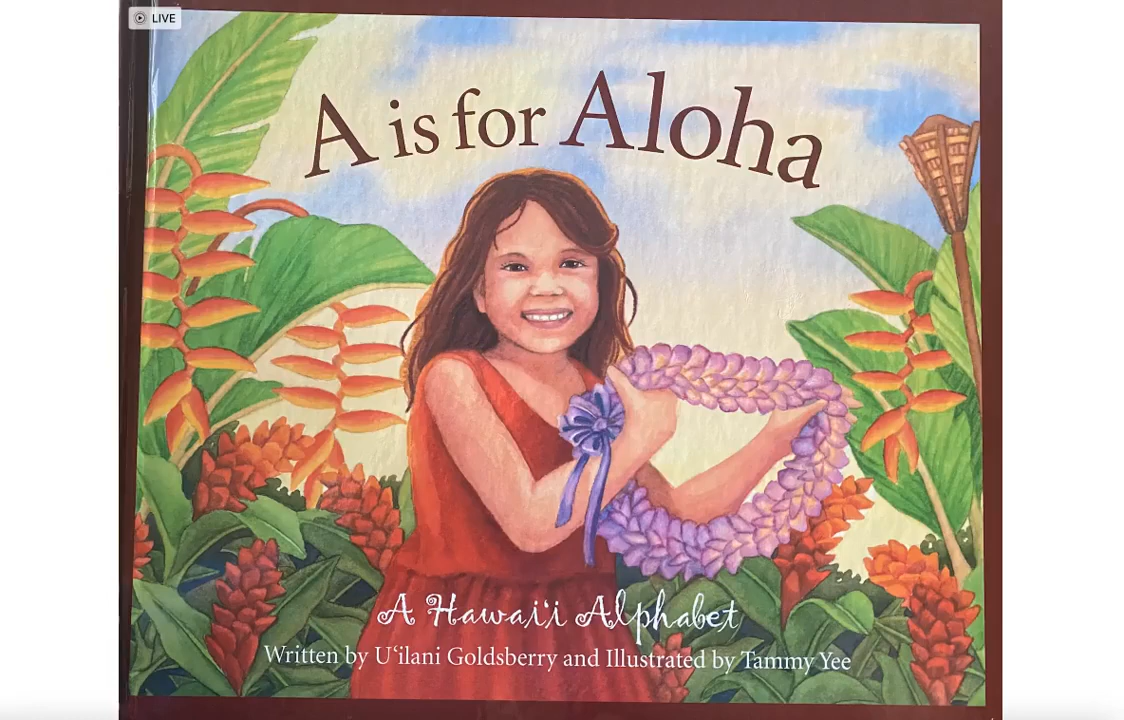 LIVE
A is for Aloha
A Hawai‘i Alphabet
Written by U‘ilani Goldsberry and Illustrated by Tammy Yee